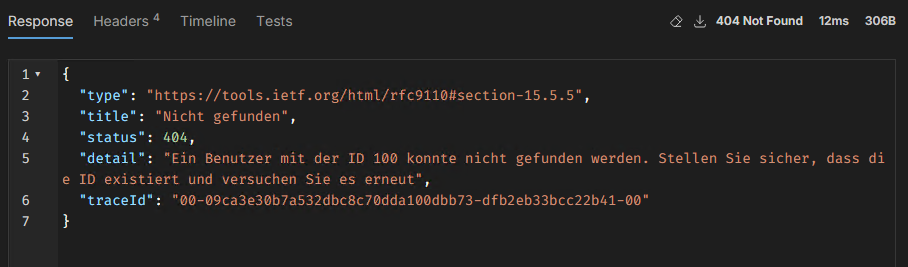 Response Headers 4 Timeline Tests 404 Not Found 12ms 306B
1 {
2 "type": "https://tools.ietf.org/html/rfc9110#section-15.5.5",
3 "title": "Nicht gefunden",
4 "status": 404,
5 "detail": "Ein Benutzer mit der ID 100 konnte nicht gefunden werden. Stellen Sie sicher, dass di
e ID existiert und versuchen Sie es erneut",
6 "traceId": "00-09ca3e30b7a532dbc8c70dda100dbb73-dfb2eb33bcc22b41-00"
7 }